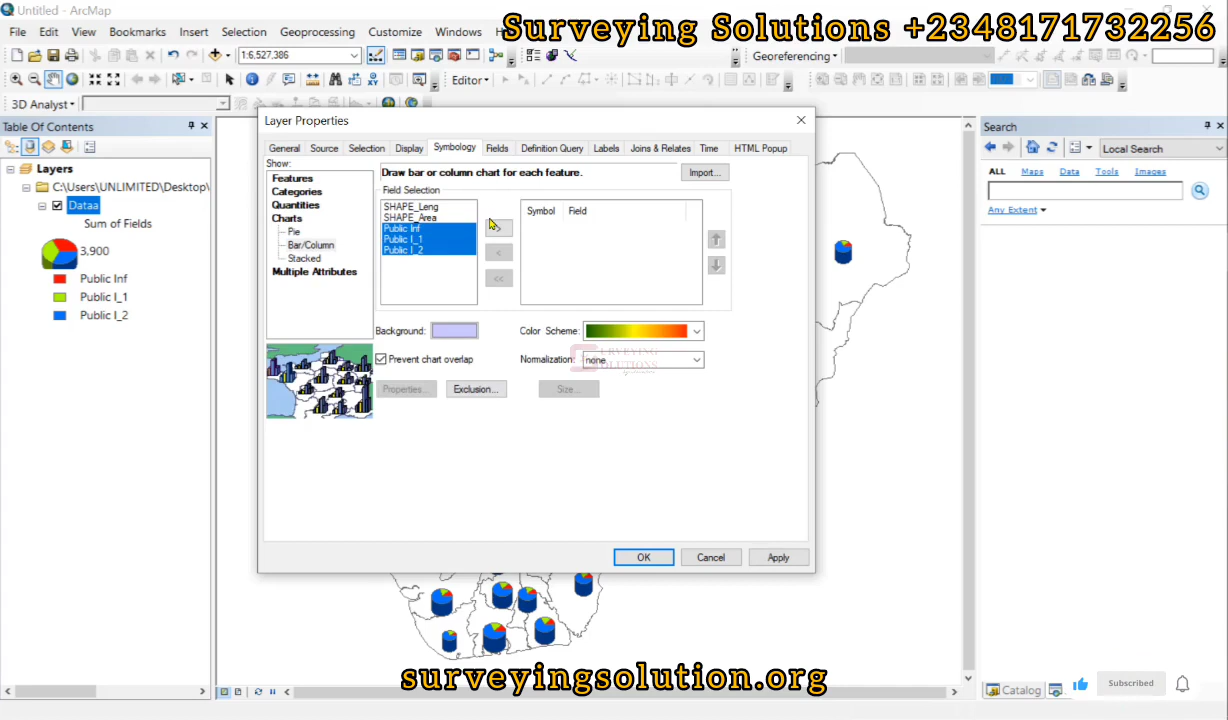 Untitled - ArcMap
Surveying Solutions +2348171732256
File Edit View Bookmarks Insert Selection Geoprocessing Customize Windows
1:6,527,386
Georeferencing
Editor
3D Analyst
Table Of Contents
Layers
C:\Users\UNLIMITED\Desktop\
Dataa
Sum of Fields
3,900
Public Inf
Public I_1
Public I_2
Layer Properties
General Source Selection Display Symbology Fields Definition Query Labels Joins & Relates Time HTML Popup
Show:
Features
Categories
Quantities
Charts
Pie
Bar/Column
Stacked
Multiple Attributes
Draw bar or column chart for each feature.
Import...
Field Selection
SHAPE_Leng
SHAPE_Area
Public Inf
Public I_1
Public I_2
>
<
<<
Symbol Field
Background:
Color Scheme:
Prevent chart overlap
Normalization: none
SURVEYING
SOLUTIONS
Properties... Exclusion... Size...
OK Cancel Apply
Search
Local Search
ALL Maps Data Tools Images
Any Extent
surveyingsolution.org
Catalog
Subscribed